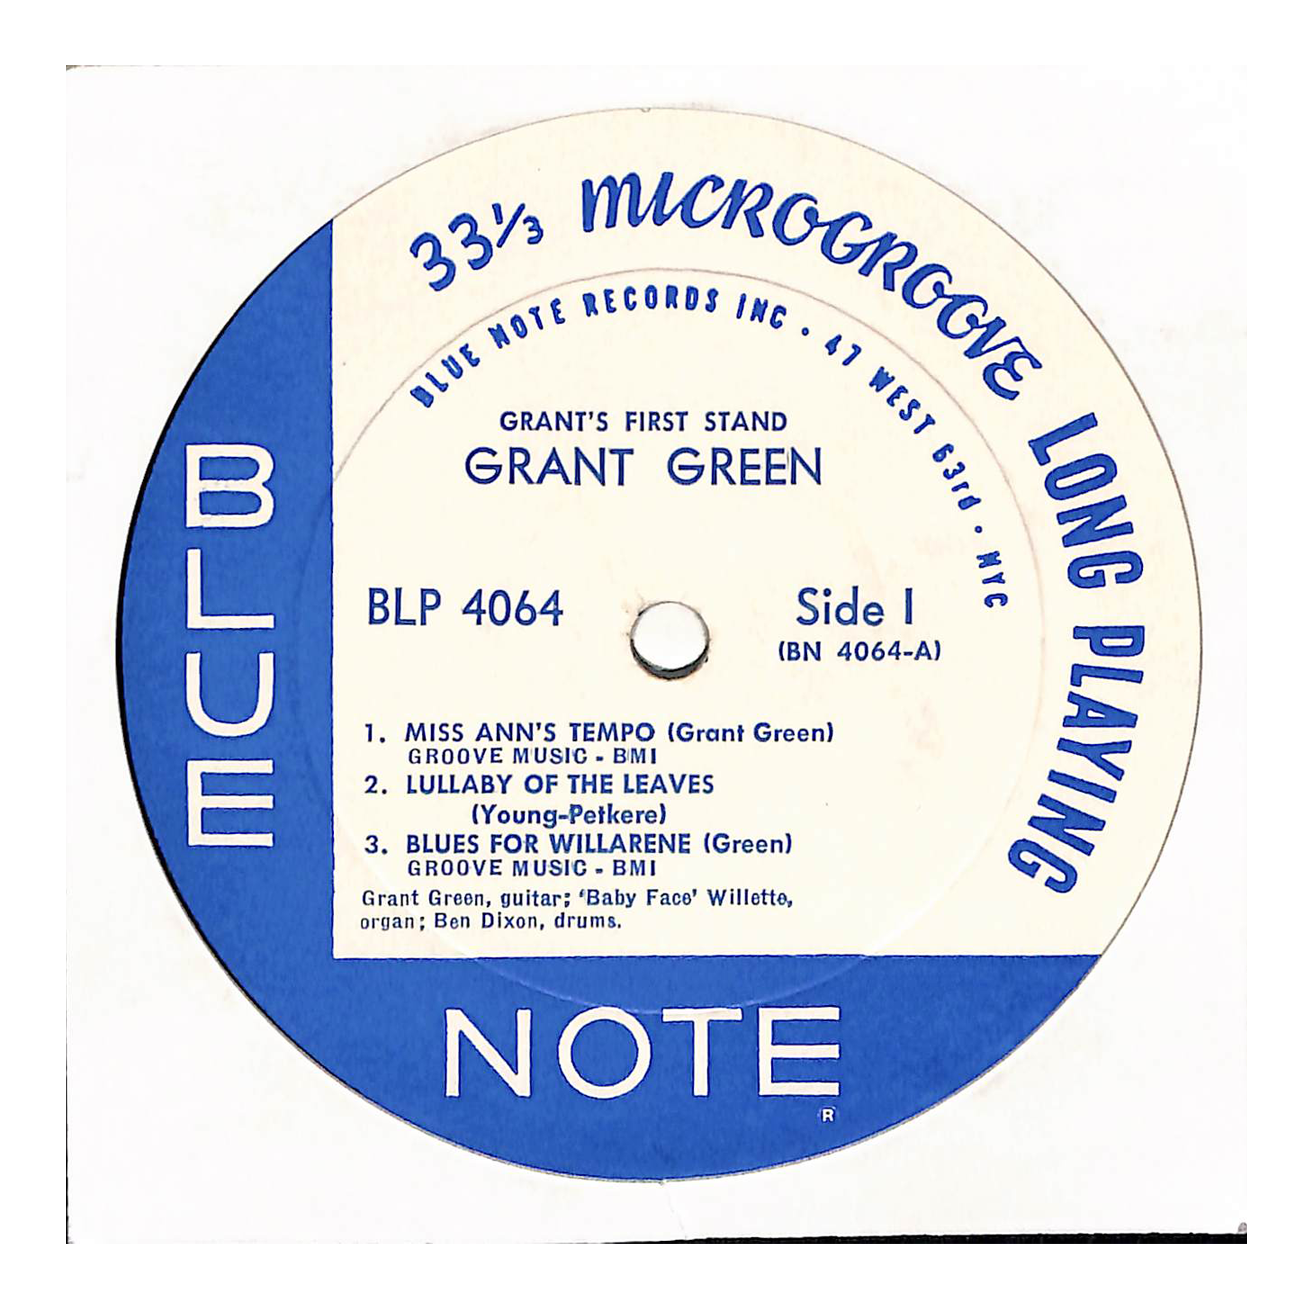 33⅓ MICROGROOVE LONG PLAYING
BLUE NOTE RECORDS INC · 47 WEST 63rd · NYC
GRANT'S FIRST STAND
GRANT GREEN
BLP 4064
Side 1
(BN 4064-A)
1. MISS ANN'S TEMPO (Grant Green)
GROOVE MUSIC - BMI
2. LULLABY OF THE LEAVES
(Young-Petkere)
3. BLUES FOR WILLARENE (Green)
GROOVE MUSIC - BMI
Grant Green, guitar; 'Baby Face' Willette,
organ; Ben Dixon, drums.
BLUE
NOTE
®